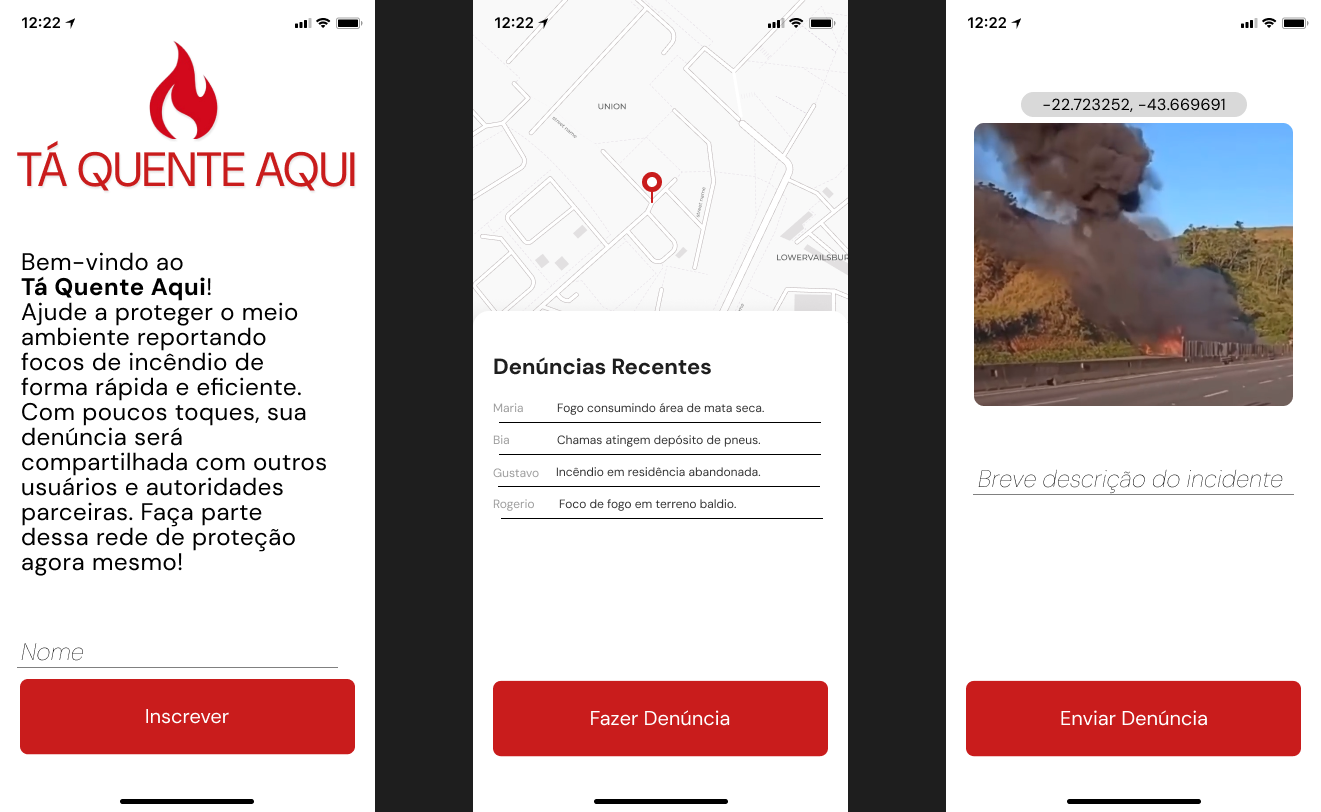 12:22
TÁ QUENTE AQUI
Bem-vindo ao
Tá Quente Aqui!
Ajude a proteger o meio
ambiente reportando
focos de incêndio de
forma rápida e eficiente.
Com poucos toques, sua
denúncia será
compartilhada com outros
usuários e autoridades
parceiras. Faça parte
dessa rede de proteção
agora mesmo!
Nome
Inscrever
12:22
UNION
street name
street name
LOWERVAILSBUR
Denúncias Recentes
Maria Fogo consumindo área de mata seca.
Bia Chamas atingem depósito de pneus.
Gustavo Incêndio em residência abandonada.
Rogerio Foco de fogo em terreno baldio.
Fazer Denúncia
12:22
-22.723252, -43.669691
Breve descrição do incidente
Enviar Denúncia